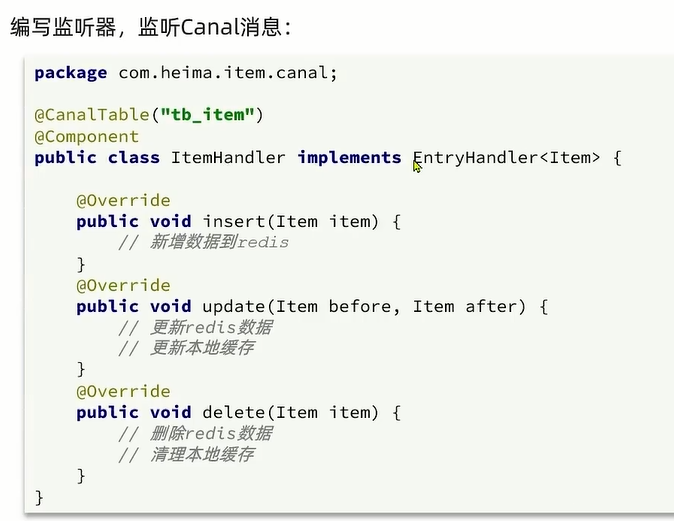 编写监听器，监听Canal消息：
package com.heima.item.canal;
@CanalTable("tb_item")
@Component
public class ItemHandler implements EntryHandler<Item> {
@Override
public void insert(Item item) {
// 新增数据到redis
}
@Override
public void update(Item before, Item after) {
// 更新redis数据
// 更新本地缓存
}
@Override
public void delete(Item item) {
// 删除redis数据
// 清理本地缓存
}
}